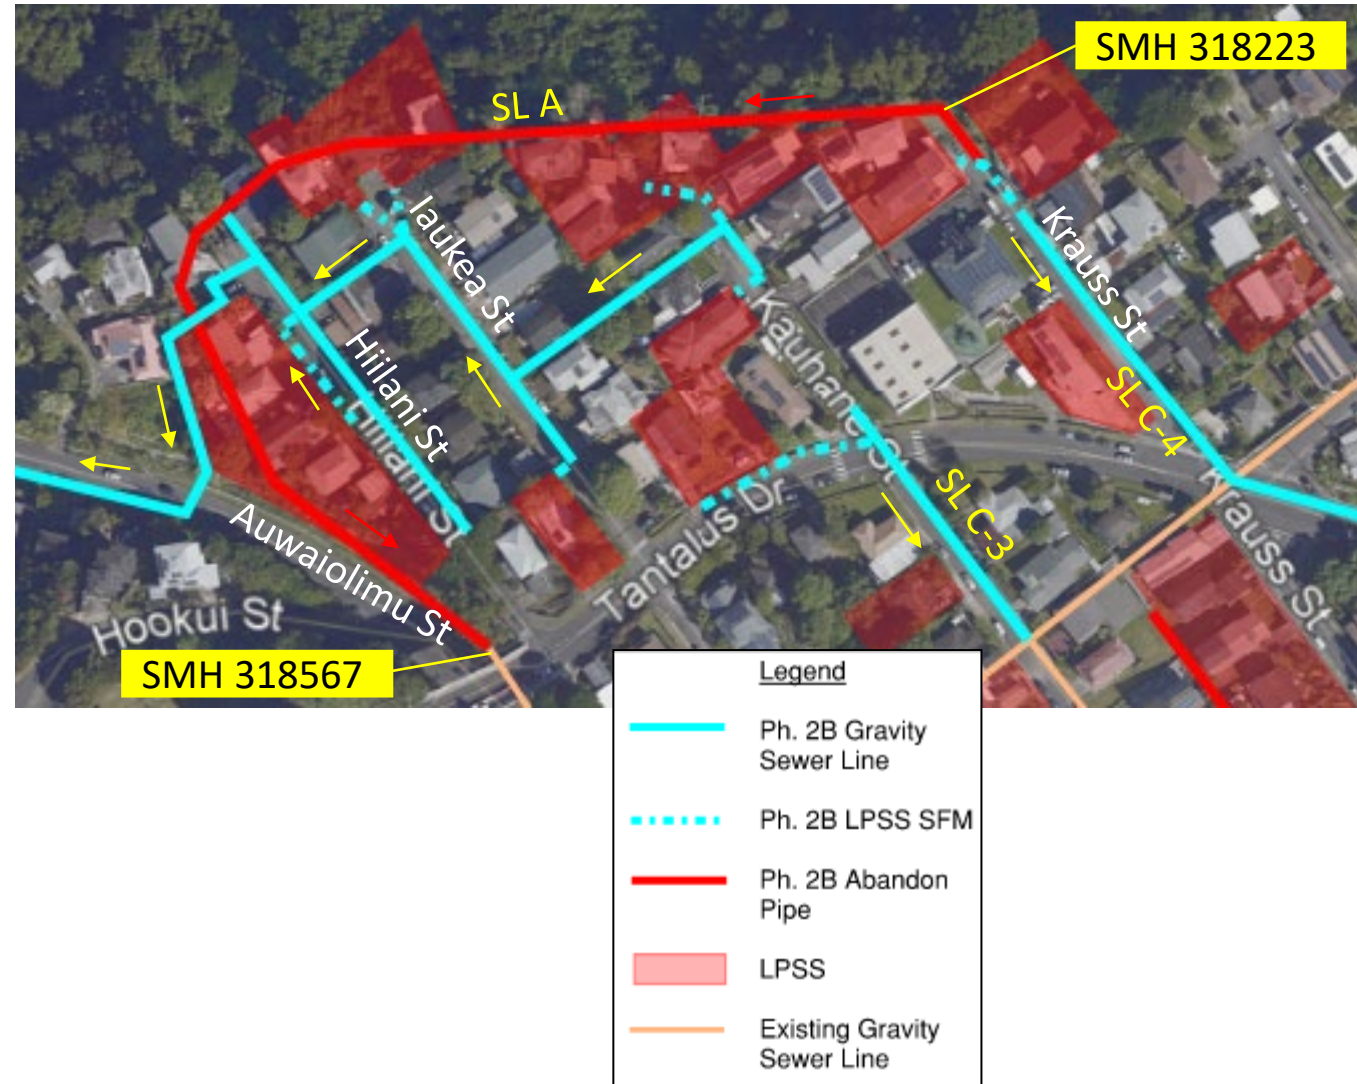 SMH 318223
SL A
Iaukea St
Krauss St
Hiilani St
Kauhane St
Hiilani St
SL C-4
SL C-3
Krauss St.
Tantalus Dr.
Auwaiolimu St
Hookui St
SMH 318567
Legend
Ph. 2B Gravity
Sewer Line
Ph. 2B LPSS SFM
Ph. 2B Abandon
Pipe
LPSS
Existing Gravity
Sewer Line